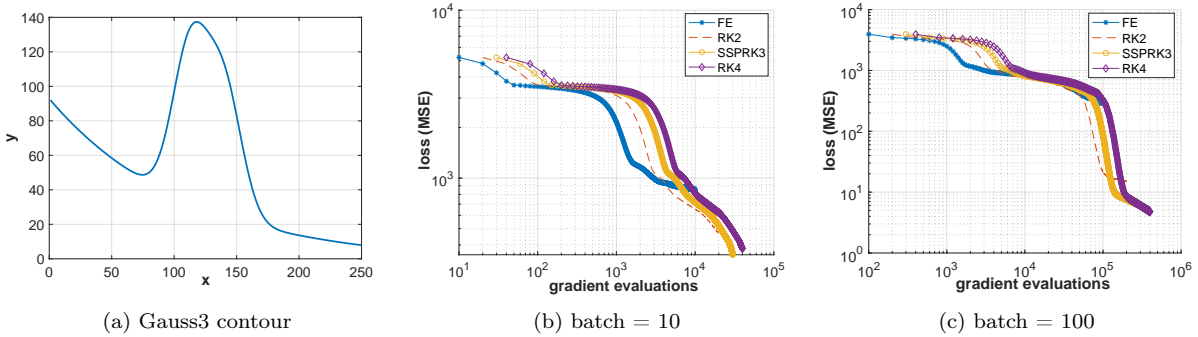 140
120
100
80
60
40
20
0
y
0 50 100 150 200 250
x
(a) Gauss3 contour
FE
RK2
SSPRK3
RK4
10^3
loss (MSE)
10^1 10^2 10^3 10^4 10^5
gradient evaluations
(b) batch = 10
FE
RK2
SSPRK3
RK4
10^4
10^3
10^2
10^1
10^0
loss (MSE)
10^2 10^3 10^4 10^5 10^6
gradient evaluations
(c) batch = 100